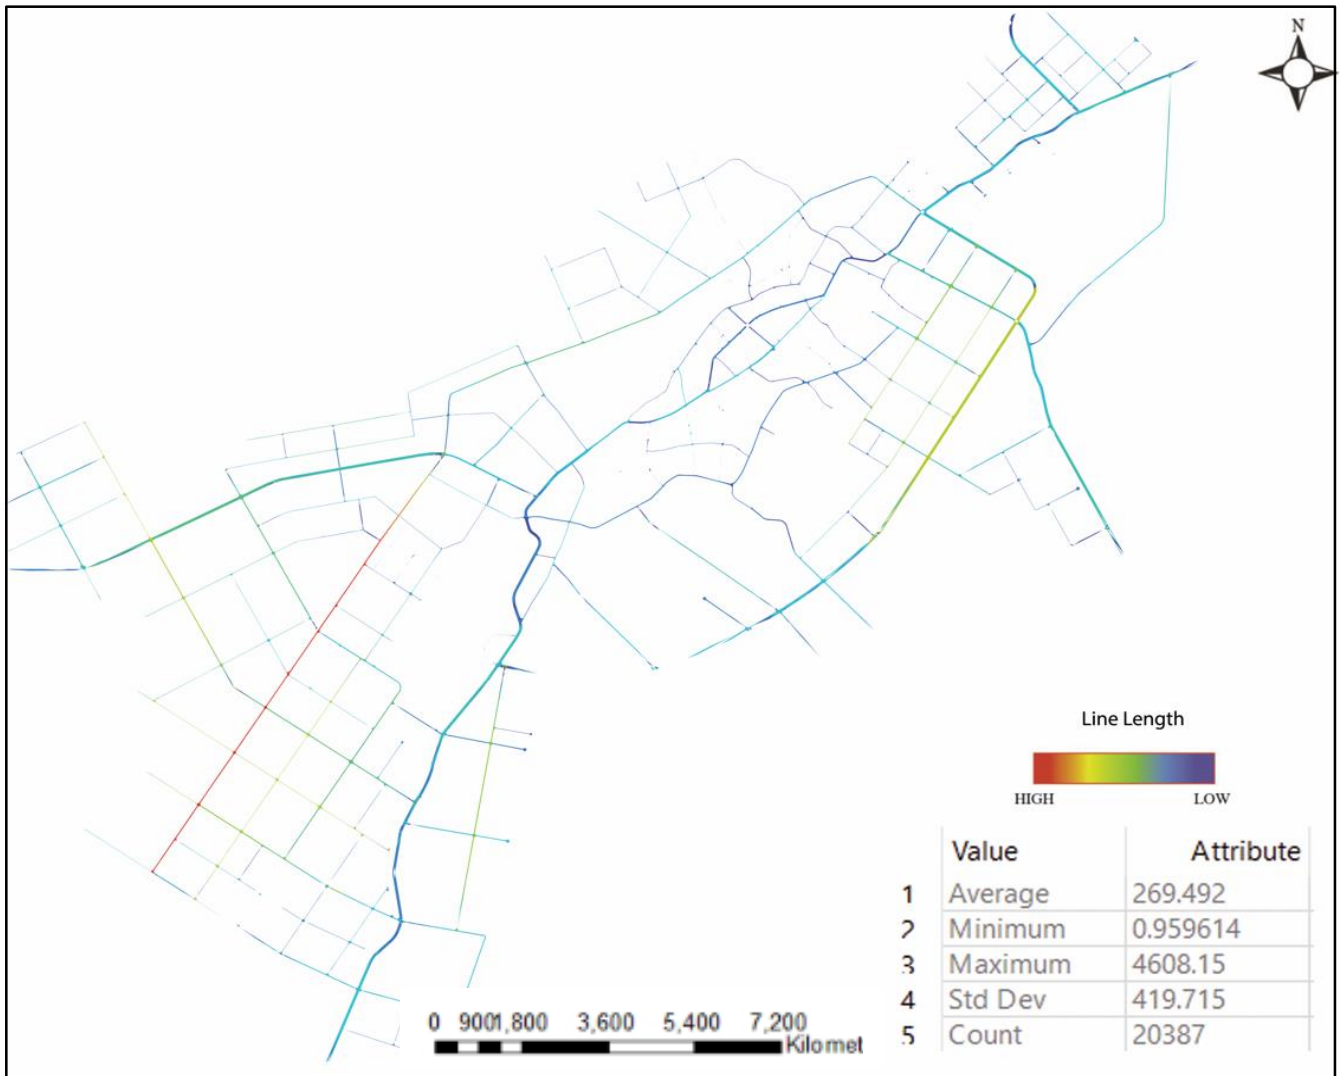 N
Line Length
HIGH LOW
Value Attribute
1 Average 269.492
2 Minimum 0.959614
3 Maximum 4608.15
4 Std Dev 419.715
5 Count 20387
0 9001,800 3,600 5,400 7,200
Kilomet